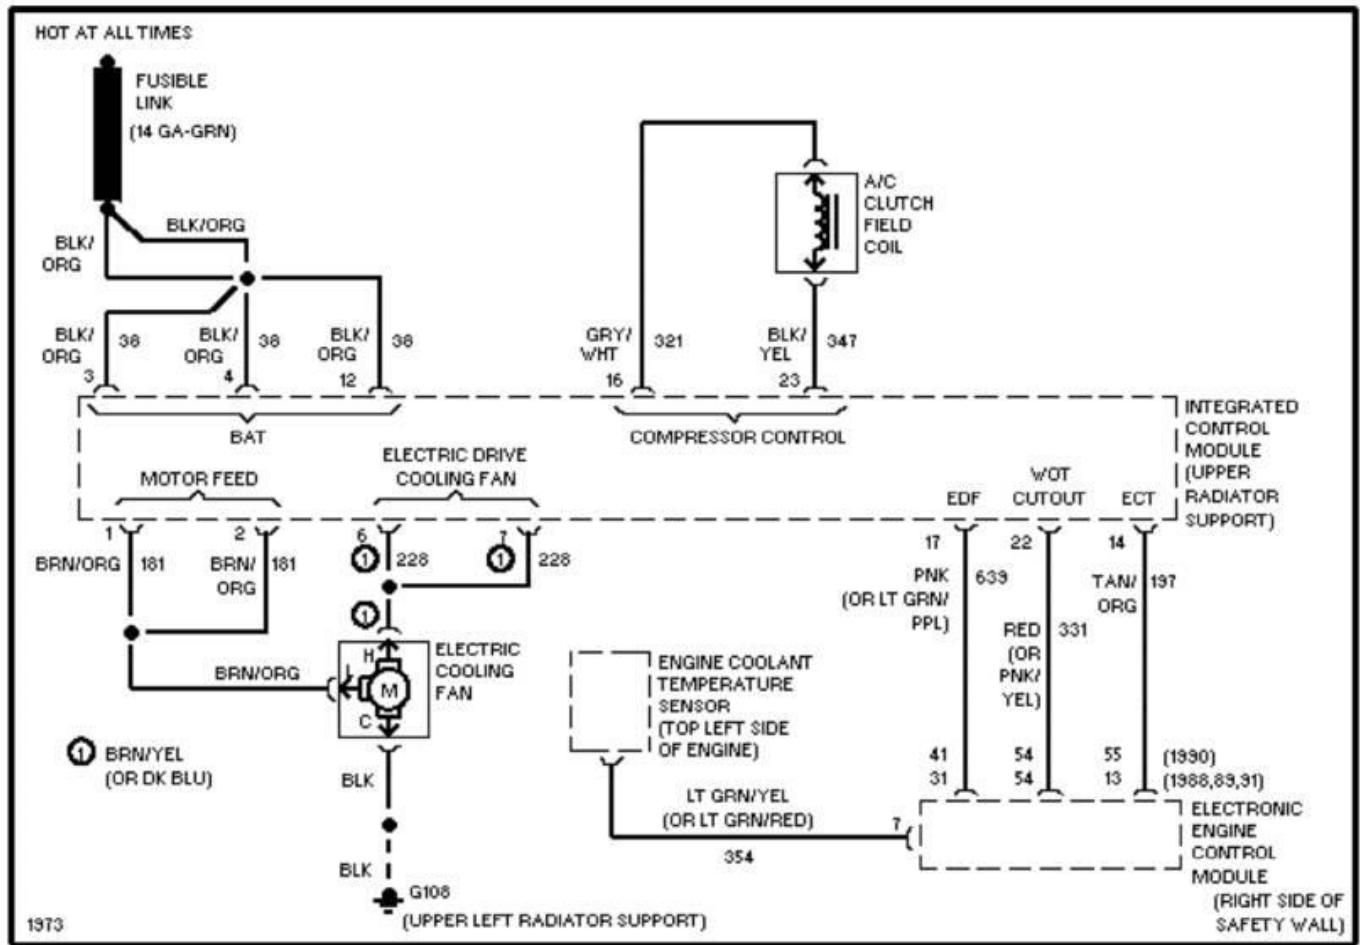 HOT AT ALL TIMES
FUSIBLE
LINK
(14 GA-GRN)
BLK/ORG
BLK/
ORG
A/C
CLUTCH
FIELD
COIL
BLK/
ORG
38
BLK/
ORG
38
BLK/
ORG
38
GRY/
WHT
321
BLK/
YEL
347
3
4
12
16
23
BAT
COMPRESSOR CONTROL
INTEGRATED
CONTROL
MODULE
(UPPER
RADIATOR
SUPPORT)
MOTOR FEED
ELECTRIC DRIVE
COOLING FAN
EDF
WOT
CUTOUT
ECT
1
2
6
7
17
22
14
BRN/ORG
181
BRN/
ORG
181
1
228
1
228
PNK
(OR LT GRN/
PPL)
639
RED
(OR
PNK/
YEL)
331
TAN/
ORG
197
1
BRN/ORG
H
L
M
C
ELECTRIC
COOLING
FAN
ENGINE COOLANT
TEMPERATURE
SENSOR
(TOP LEFT SIDE
OF ENGINE)
1
BRN/YEL
(OR DK BLU)
BLK
41
54
55
(1990)
31
54
13
(1988,89,91)
LT GRN/YEL
(OR LT GRN/RED)
354
7
ELECTRONIC
ENGINE
CONTROL
MODULE
(RIGHT SIDE OF
SAFETY WALL)
BLK
G108
(UPPER LEFT RADIATOR SUPPORT)
1973